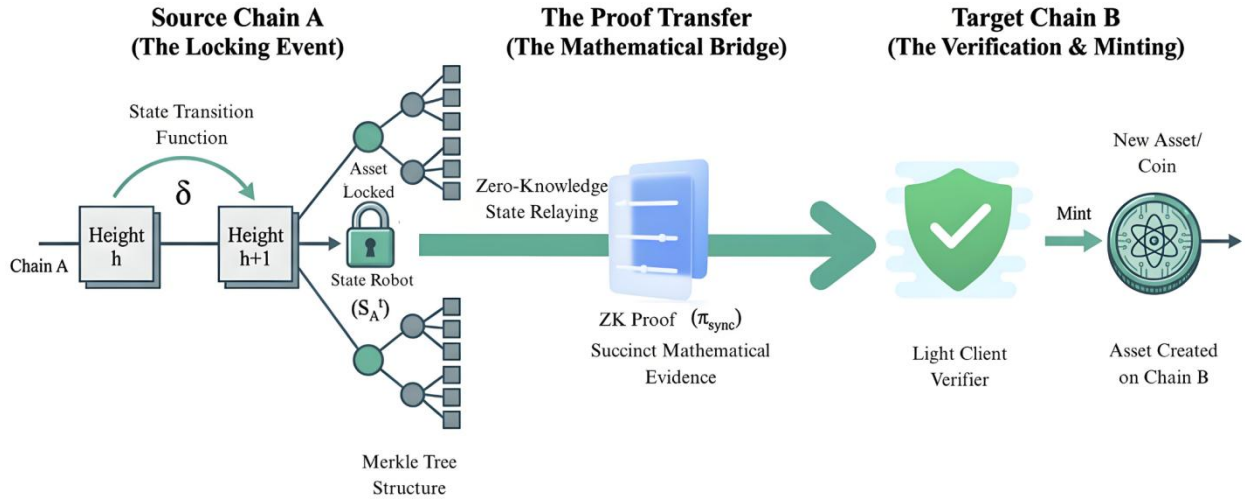 Source Chain A
(The Locking Event)
The Proof Transfer
(The Mathematical Bridge)
Target Chain B
(The Verification & Minting)
State Transition
Function
δ
Height
h
Height
h+1
Chain A
Asset
Locked
State Robot
(S_A^t)
Merkle Tree
Structure
Zero-Knowledge
State Relaying
ZK Proof (π_sync)
Succinct Mathematical
Evidence
Light Client
Verifier
Mint
New Asset/
Coin
Asset Created
on Chain B